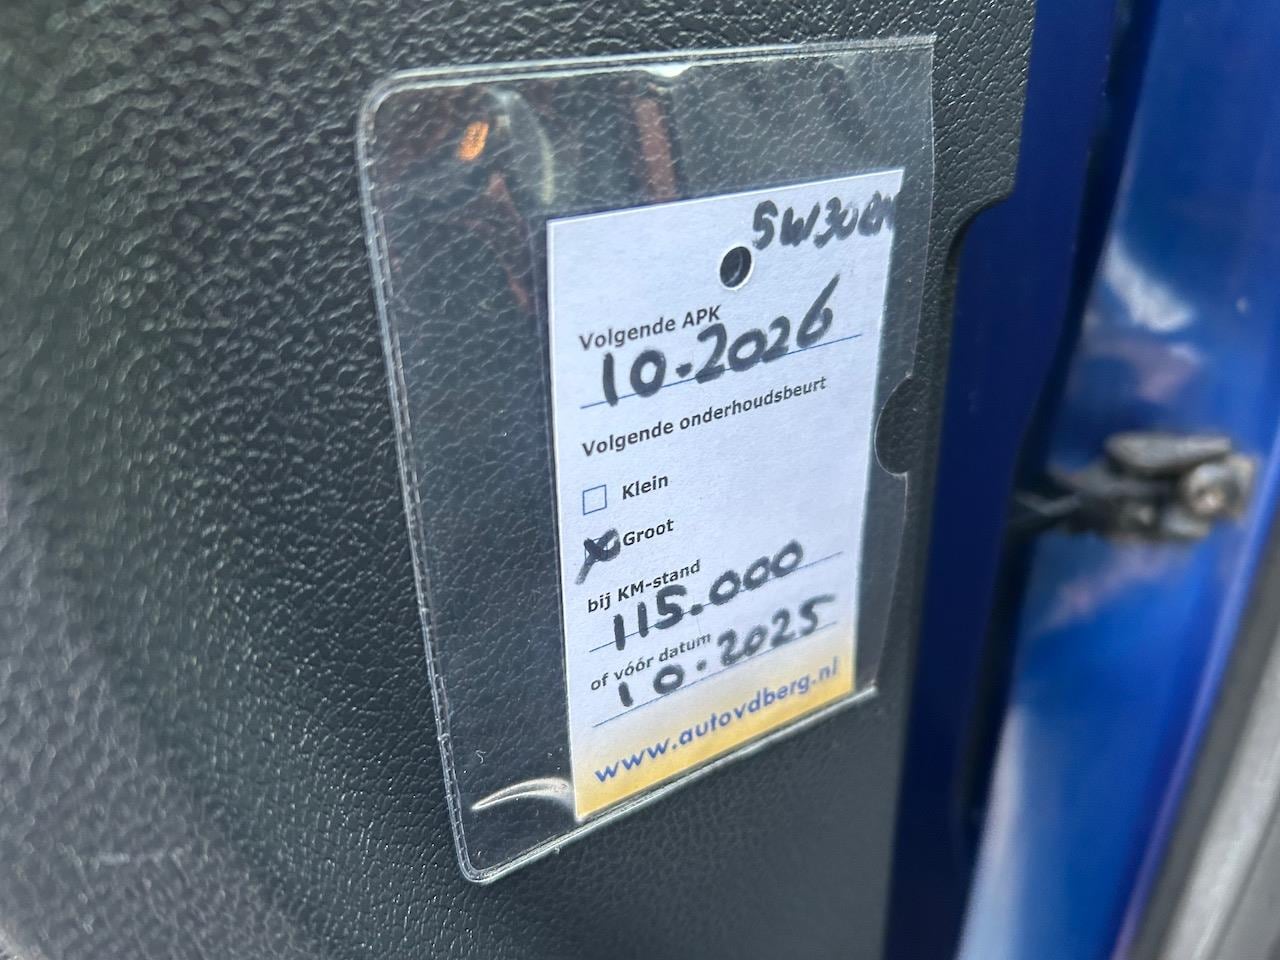 5W30
Volgende APK
10-2026
Volgende onderhoudsbeurt
Klein
Groot
bij KM-stand
115.000
of vóór datum
10-2025
www.autovdberg.nl